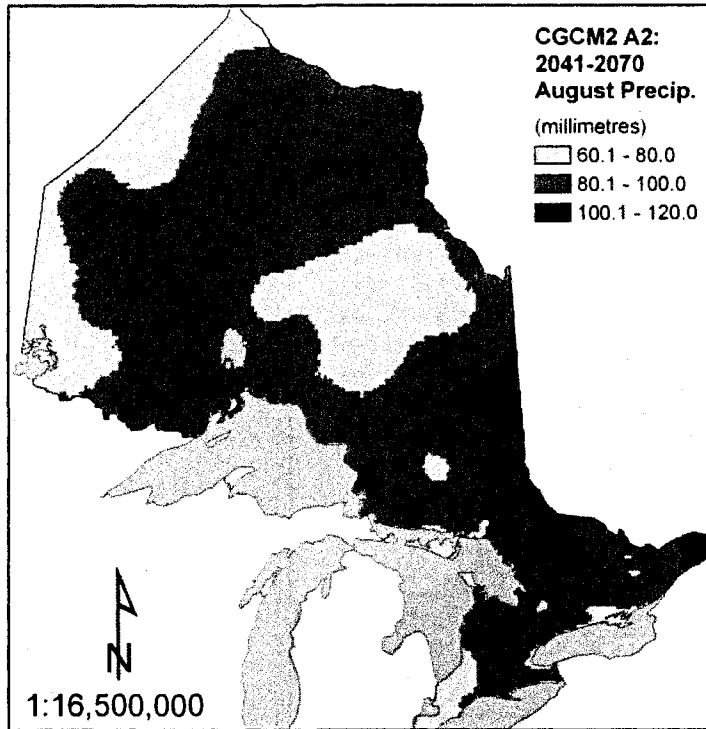 CGCM2 A2:
2041-2070
August Precip.
(millimetres)
60.1 - 80.0
80.1 - 100.0
100.1 - 120.0
N
1:16,500,000